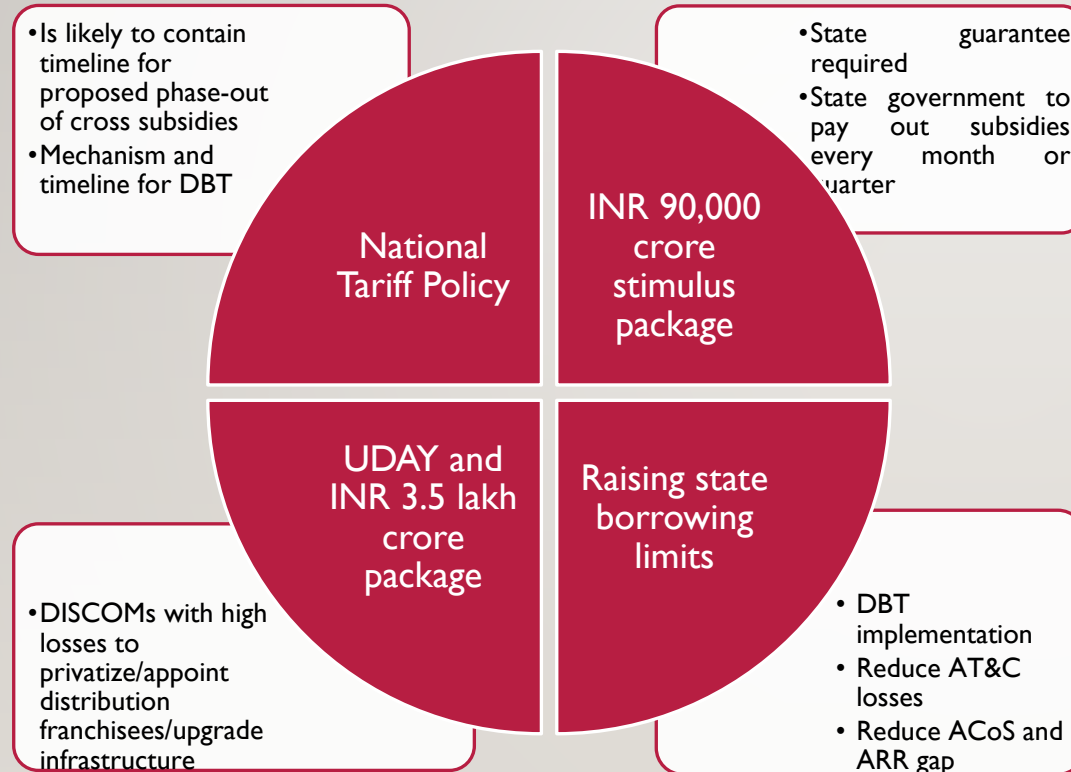 •Is likely to contain
timeline for
proposed phase-out
of cross subsidies
•Mechanism and
timeline for DBT
National
Tariff Policy
•State guarantee
required
•State government to
pay out subsidies
every month or
quarter
INR 90,000
crore
stimulus
package
UDAY and
INR 3.5 lakh
crore
package
•DISCOMs with high
losses to
privatize/appoint
distribution
franchisees/upgrade
infrastructure
Raising state
borrowing
limits
• DBT
implementation
• Reduce AT&C
losses
• Reduce ACoS and
ARR gap